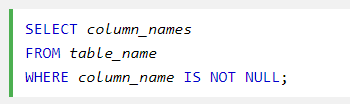 SELECT column_names
FROM table_name
WHERE column_name IS NOT NULL;